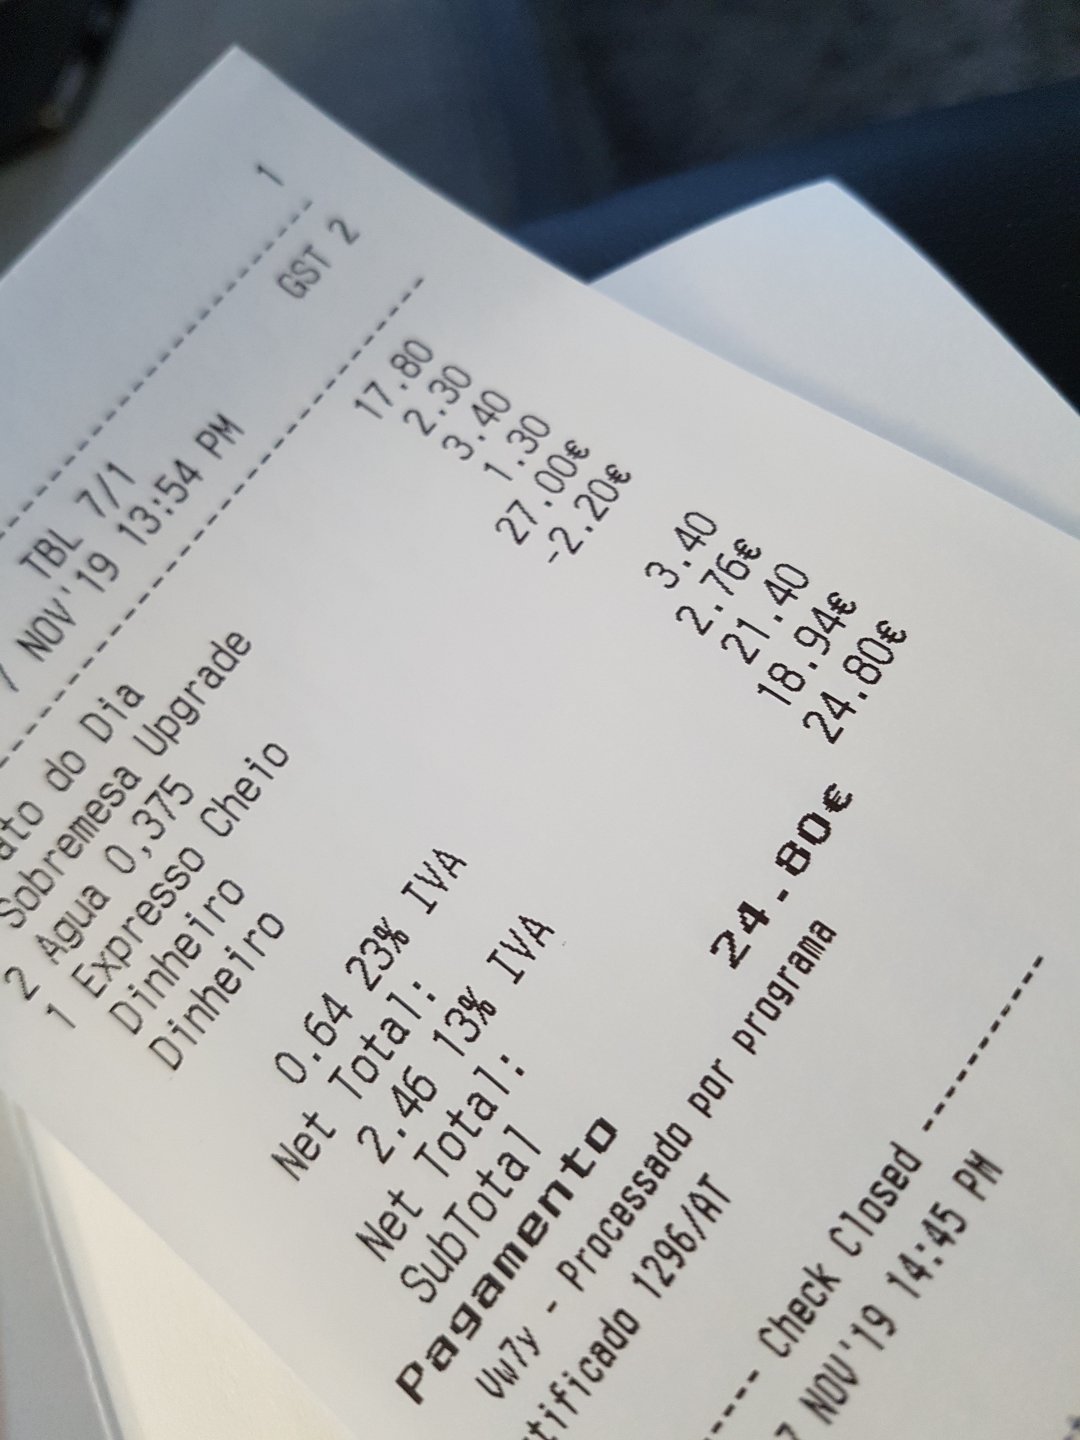 1
GST 2
TBL 7/1
7 NOV'19 13:54 PM
ato do Dia 17.80
Sobremesa Upgrade 2.30
2 Agua 0,375 3.40
1 Expresso Cheio 1.30
Dinheiro 27.00€
Dinheiro -2.20€
0.64 23% IVA 3.40
Net Total: 2.76€
2.46 13% IVA 21.40
Net Total: 18.94€
SubTotal 24.80€
Pagamento 24.80€
Vw7y - Processado por programa
tificado 1296/AT
---- Check Closed ----------
7 NOV'19 14:45 PM